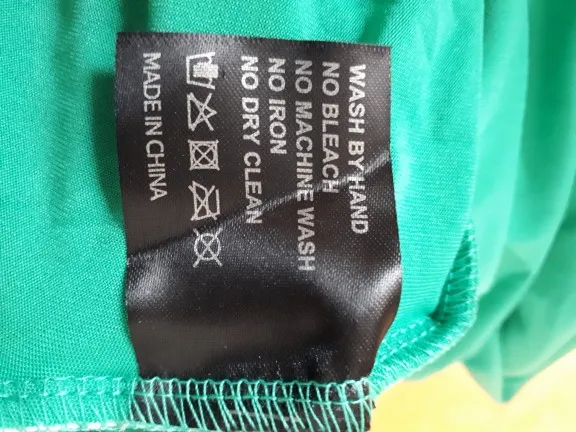 WASH BY HAND
NO BLEACH
NO MACHINE WASH
NO IRON
NO DRY CLEAN
MADE IN CHINA